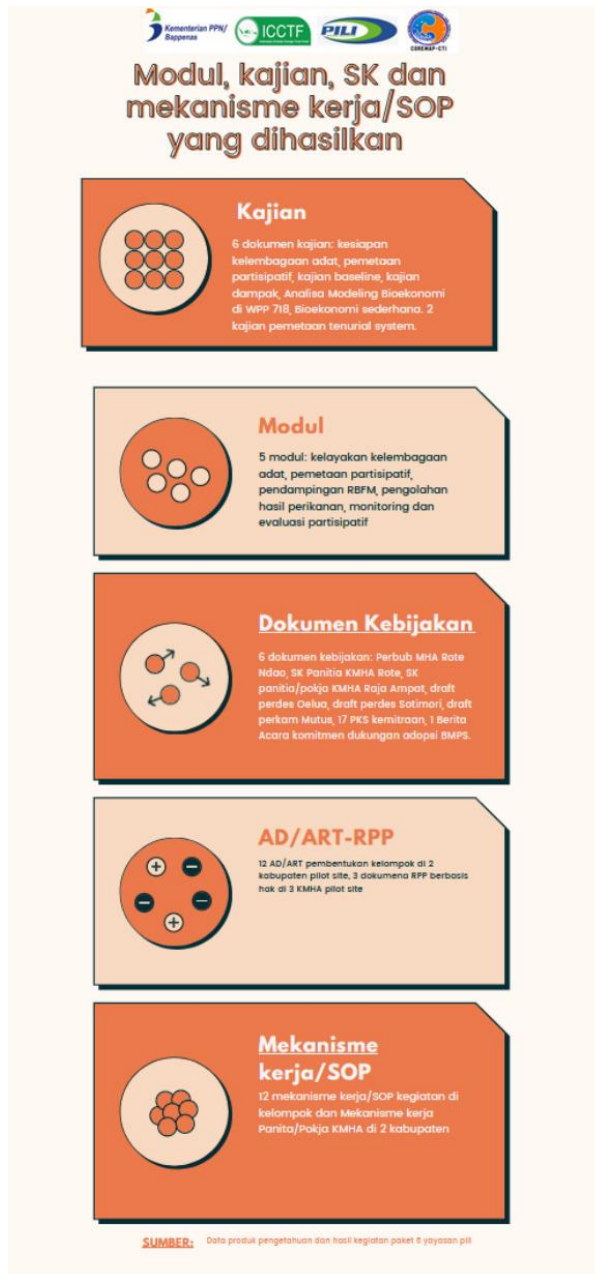 Kementerian PPN/
Bappenas
ICCTF
PILI
COREMAP-CTI
Modul, kajian, SK dan
mekanisme kerja/SOP
yang dihasilkan
Kajian
6 dokumen kajian: kesiapan
kelembagaan adat, pemetaan
partisipatif, kajian baseline, kajian
dampak, Analisa Modeling Bioekonomi
di WPP 718, Bioekonomi sederhana. 2
kajian pemetaan tenurial system.
Modul
5 modul: kelayakan kelembagaan
adat, pemetaan partisipatif,
pendampingan RBFM, pengolahan
hasil perikanan, monitoring dan
evaluasi partisipatif
Dokumen Kebijakan
6 dokumen kebijakan: Perbub MHA Rote
Ndao, SK Panitia KMHA Rote, SK
panitia/pokja KMHA Raja Ampat, draft
perdes Oelua, draft perdes Sotimori, draft
perkam Mutus, 17 PKS kemitraan, 1 Berita
Acara komitmen dukungan adopsi BMPS.
AD/ART-RPP
12 AD/ART pembentukan kelompok di 2
kabupaten pilot site, 3 dokumena RPP berbasis
hak di 3 KMHA pilot site
Mekanisme
kerja/SOP
12 mekanisme kerja/SOP kegiatan di
kelompok dan Mekanisme kerja
Panita/Pokja KMHA di 2 kabupaten
SUMBER: Data produk pengetahuan dan hasil kegiatan paket 8 yayasan pili